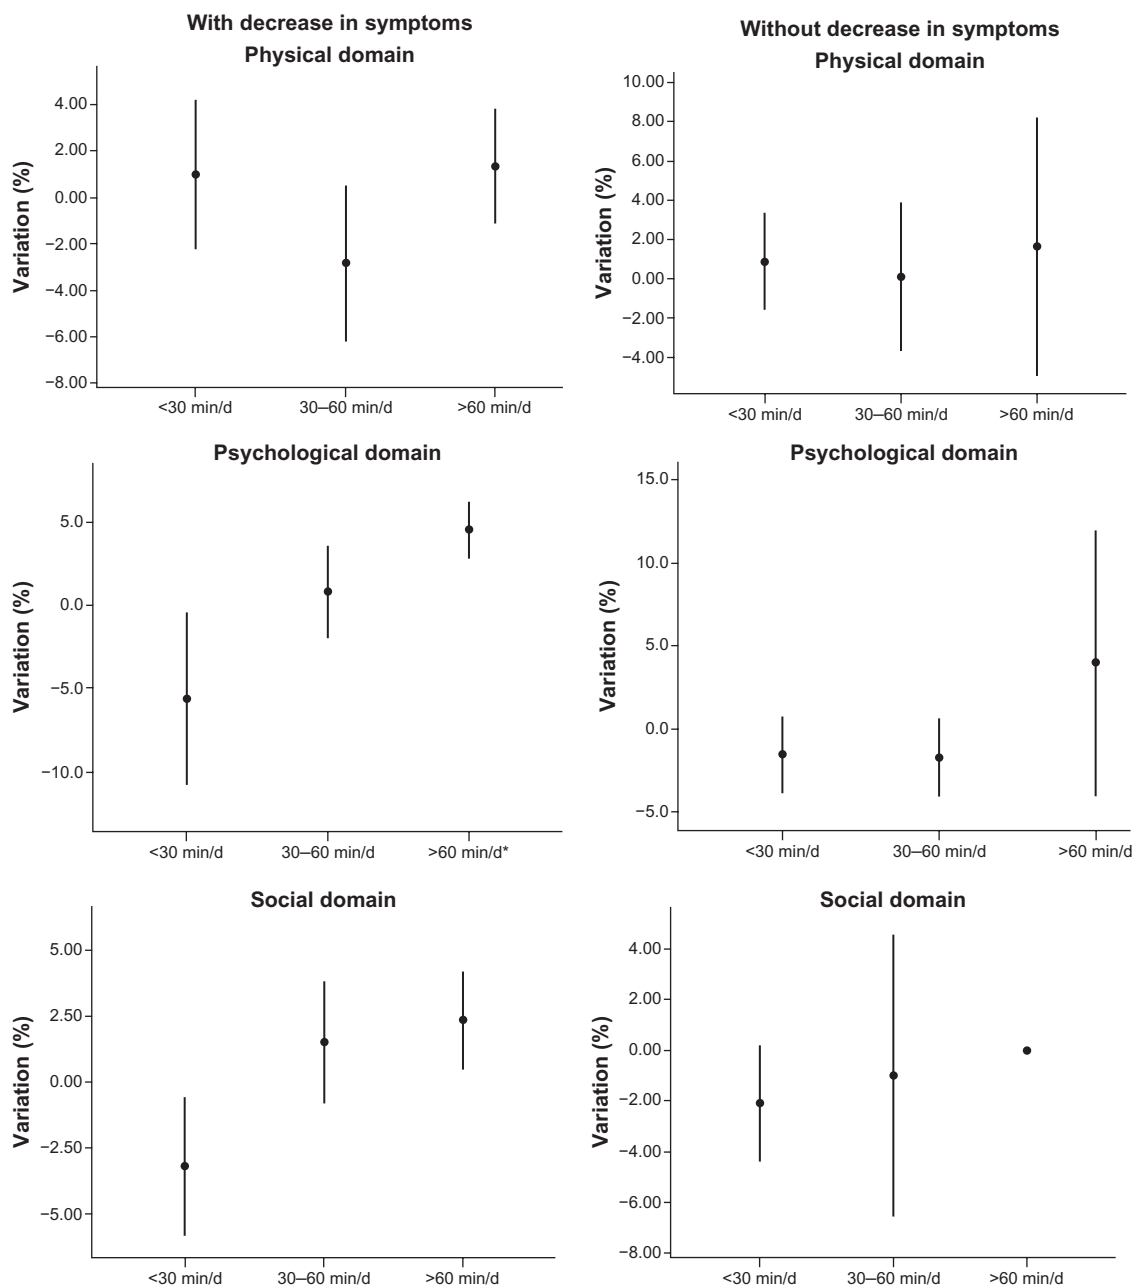 With decrease in symptoms
Physical domain
Variation (%)
4.00
2.00
0.00
−2.00
−4.00
−6.00
−8.00
<30 min/d 30–60 min/d >60 min/d
Without decrease in symptoms
Physical domain
Variation (%)
10.00
8.00
6.00
4.00
2.00
0.00
−2.00
−4.00
<30 min/d 30–60 min/d >60 min/d
Psychological domain
Variation (%)
5.0
0.0
−5.0
−10.0
<30 min/d 30–60 min/d >60 min/d*
Psychological domain
Variation (%)
15.0
10.0
5.0
0.0
−5.0
<30 min/d 30–60 min/d >60 min/d
Social domain
Variation (%)
5.00
2.50
0.00
−2.50
−5.00
<30 min/d 30–60 min/d >60 min/d
Social domain
Variation (%)
4.00
2.00
0.00
−2.00
−4.00
−6.00
−8.00
<30 min/d 30–60 min/d >60 min/d